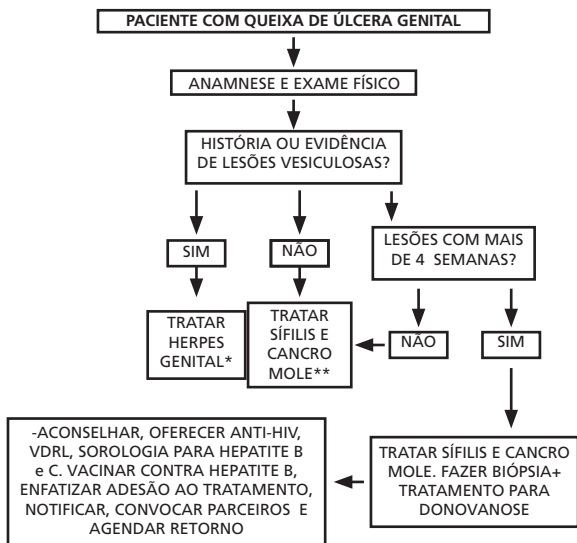 PACIENTE COM QUEIXA DE ÚLCERA GENITAL
ANAMNESE E EXAME FÍSICO
HISTÓRIA OU EVIDÊNCIA
DE LESÕES VESICULOSAS?
SIM
NÃO
LESÕES COM MAIS
DE 4 SEMANAS?
TRATAR
HERPES
GENITAL*
TRATAR
SÍFILIS E
CANCRO
MOLE**
NÃO
SIM
-ACONSELHAR, OFERECER ANTI-HIV,
VDRL, SOROLOGIA PARA HEPATITE B
e C. VACINAR CONTRA HEPATITE B,
ENFATIZAR ADESÃO AO TRATAMENTO,
NOTIFICAR, CONVOCAR PARCEIROS E
AGENDAR RETORNO
TRATAR SÍFILIS E CANCRO
MOLE. FAZER BIÓPSIA+
TRATAMENTO PARA
DONOVANOSE